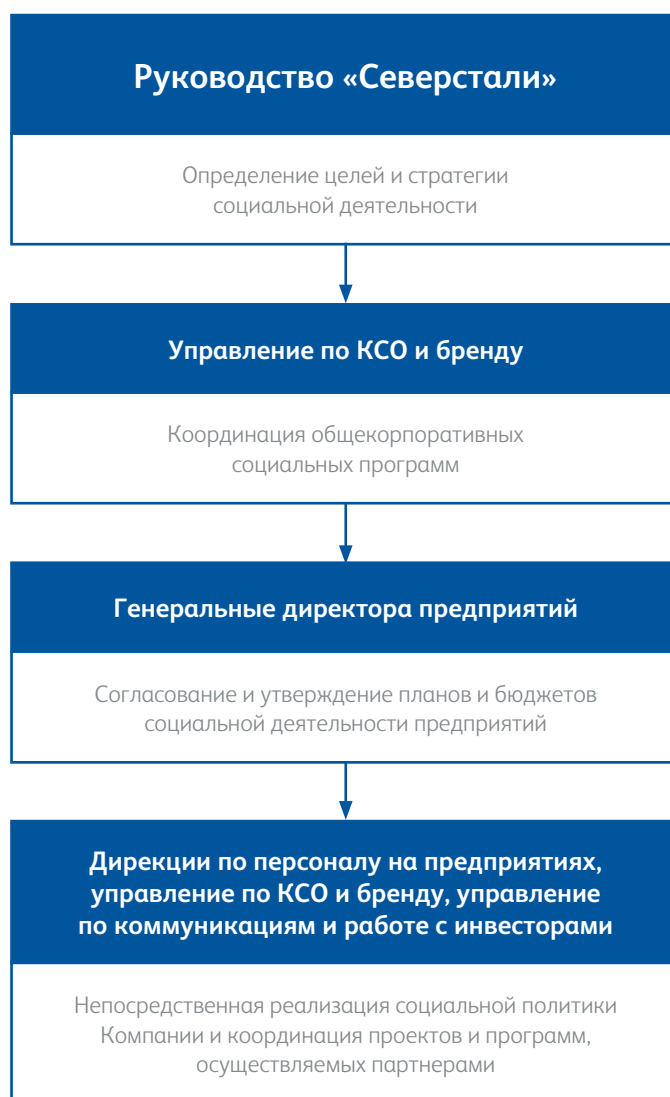 Руководство «Северстали»
Определение целей и стратегии
социальной деятельности
Управление по КСО и бренду
Координация общекорпоративных
социальных программ
Генеральные директора предприятий
Согласование и утверждение планов и бюджетов
социальной деятельности предприятий
Дирекции по персоналу на предприятиях,
управление по КСО и бренду, управление
по коммуникациям и работе с инвесторами
Непосредственная реализация социальной политики
Компании и координация проектов и программ,
осуществляемых партнерами